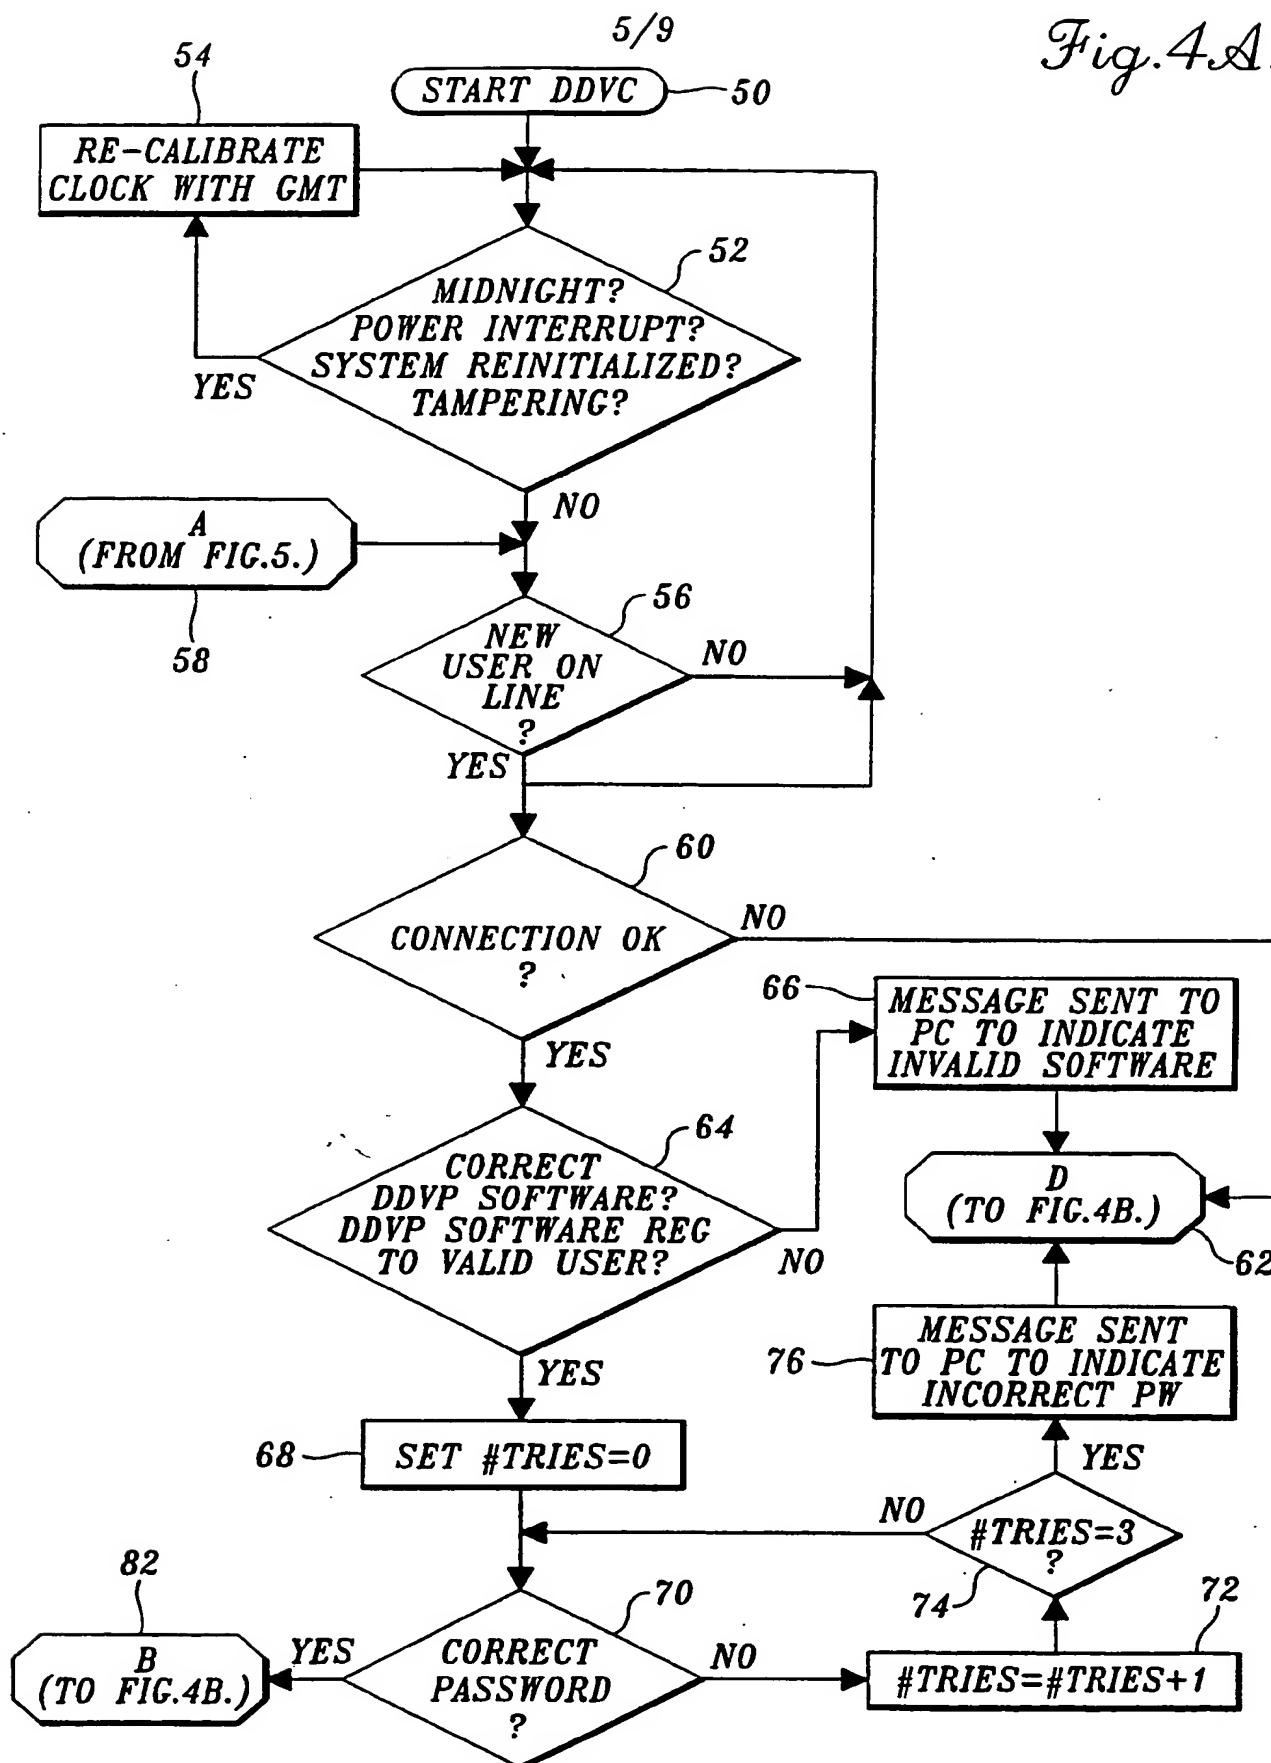 5/9
Fig.4A.
54
START DDVC
50
RE-CALIBRATE
CLOCK WITH GMT
52
MIDNIGHT?
POWER INTERRUPT?
SYSTEM REINITIALIZED?
TAMPERING?
YES
NO
A
(FROM FIG.5.)
58
56
NEW
USER ON
LINE
?
NO
YES
60
CONNECTION OK
?
NO
YES
66
MESSAGE SENT TO
PC TO INDICATE
INVALID SOFTWARE
64
CORRECT
DDVP SOFTWARE?
DDVP SOFTWARE REG
TO VALID USER?
NO
YES
D
(TO FIG.4B.)
62
76
MESSAGE SENT
TO PC TO INDICATE
INCORRECT PW
68
SET #TRIES=0
YES
NO
#TRIES=3
?
74
72
#TRIES=#TRIES+1
82
B
(TO FIG.4B.)
YES
70
CORRECT
PASSWORD
?
NO